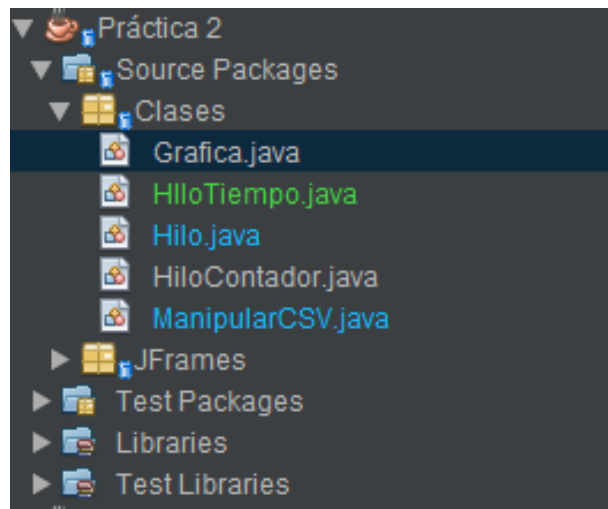 Práctica 2
Source Packages
Clases
Grafica.java
HIloTiempo.java
Hilo.java
HiloContador.java
ManipularCSV.java
JFrames
Test Packages
Libraries
Test Libraries